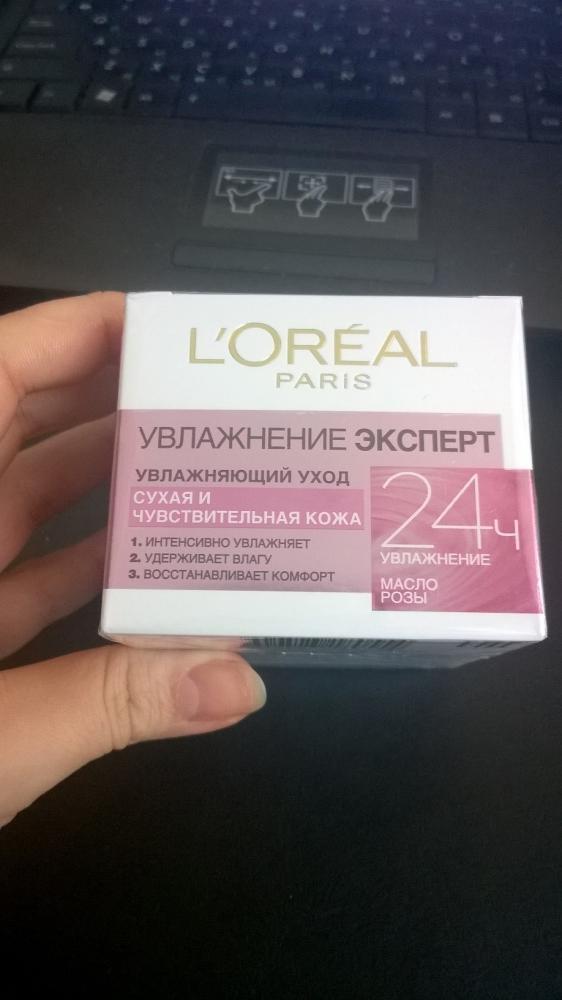 L'ORÉAL
PARIS
УВЛАЖНЕНИЕ ЭКСПЕРТ
УВЛАЖНЯЮЩИЙ УХОД
СУХАЯ И
ЧУВСТВИТЕЛЬНАЯ КОЖА
1. ИНТЕНСИВНО УВЛАЖНЯЕТ
2. УДЕРЖИВАЕТ ВЛАГУ
3. ВОССТАНАВЛИВАЕТ КОМФОРТ
24ч
УВЛАЖНЕНИЕ
МАСЛО
РОЗЫ